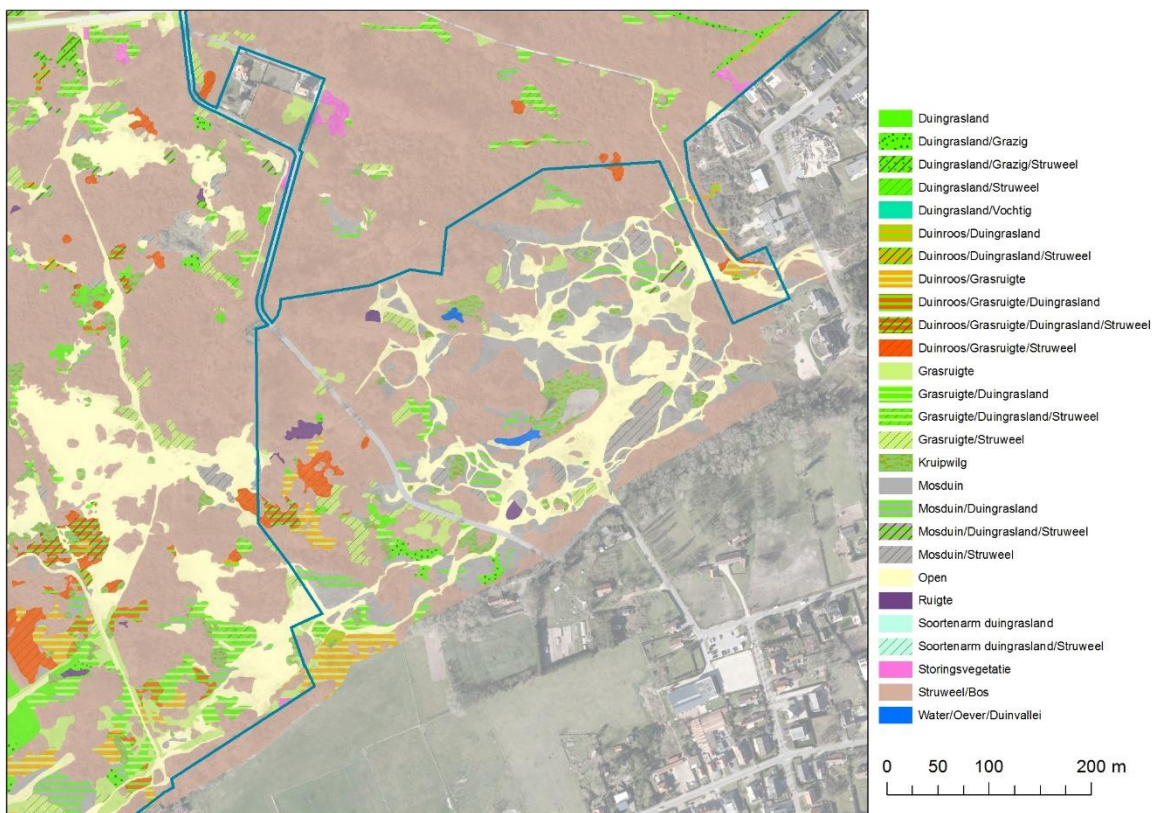 Duingrasland
Duingrasland/Grazig
Duingrasland/Grazig/Struweel
Duingrasland/Struweel
Duingrasland/Vochtig
Duinroos/Duingrasland
Duinroos/Duingrasland/Struweel
Duinroos/Grasruigte
Duinroos/Grasruigte/Duingrasland
Duinroos/Grasruigte/Duingrasland/Struweel
Duinroos/Grasruigte/Struweel
Grasruigte
Grasruigte/Duingrasland
Grasruigte/Duingrasland/Struweel
Grasruigte/Struweel
Kruipwilg
Mosduin
Mosduin/Duingrasland
Mosduin/Duingrasland/Struweel
Mosduin/Struweel
Open
Ruigte
Soortenarm duingrasland
Soortenarm duingrasland/Struweel
Storingsvegetatie
Struweel/Bos
Water/Oever/Duinvallei
0 50 100 200 m